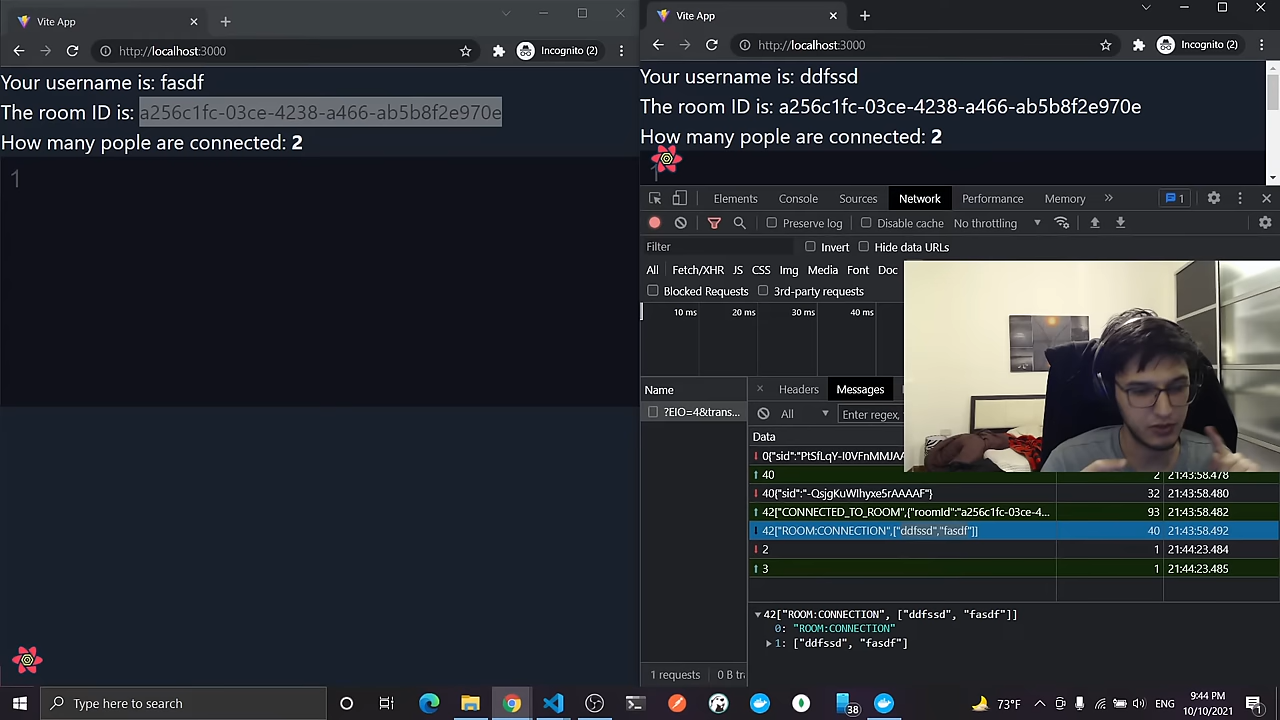 Vite App
http://localhost:3000
Incognito (2)
Your username is: fasdf
The room ID is: a256c1fc-03ce-4238-a466-ab5b8f2e970e
How many pople are connected: 2
1
Vite App
http://localhost:3000
Incognito (2)
Your username is: ddfssd
The room ID is: a256c1fc-03ce-4238-a466-ab5b8f2e970e
How many pople are connected: 2
1
Elements Console Sources Network Performance Memory 1
Preserve log Disable cache No throttling
Filter Invert Hide data URLs
All Fetch/XHR JS CSS Img Media Font Doc
Blocked Requests 3rd-party requests
10 ms 20 ms 30 ms 40 ms
Name Headers Messages
?EIO=4&trans... All Enter regex,
Data
40 2 21:43:58.478
40{"sid":"-QsjgKuWIhyxe5rAAAAF"} 32 21:43:58.480
42["CONNECTED_TO_ROOM",{"roomId":"a256c1fc-03ce-4... 93 21:43:58.482
42["ROOM:CONNECTION",["ddfssd","fasdf"]] 40 21:43:58.492
2 1 21:44:23.484
3 1 21:44:23.485
42["ROOM:CONNECTION", ["ddfssd", "fasdf"]]
0: "ROOM:CONNECTION"
1: ["ddfssd", "fasdf"]
1 requests 0 B tr
Type here to search
38
73°F
ENG
9:44 PM
10/10/2021
1